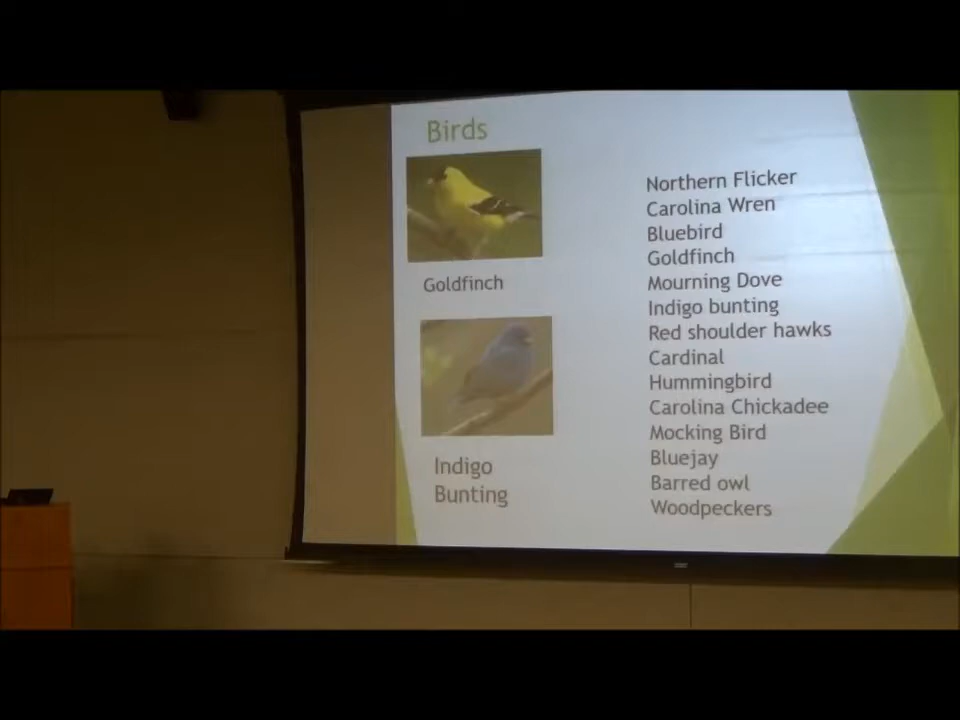 Birds
Goldfinch
Indigo
Bunting
Northern Flicker
Carolina Wren
Bluebird
Goldfinch
Mourning Dove
Indigo bunting
Red shoulder hawks
Cardinal
Hummingbird
Carolina Chickadee
Mocking Bird
Bluejay
Barred owl
Woodpeckers